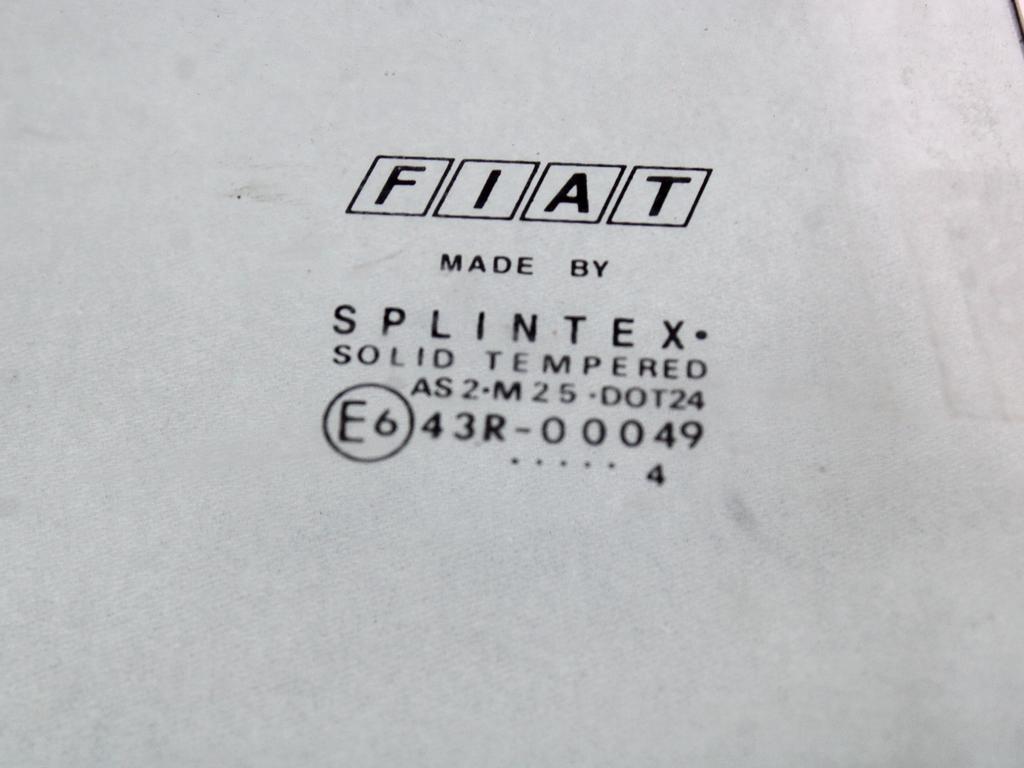 FIAT
MADE BY
SPLINTEX•
SOLID TEMPERED
AS2-M25-DOT24
E6 43R-00049
..... 4